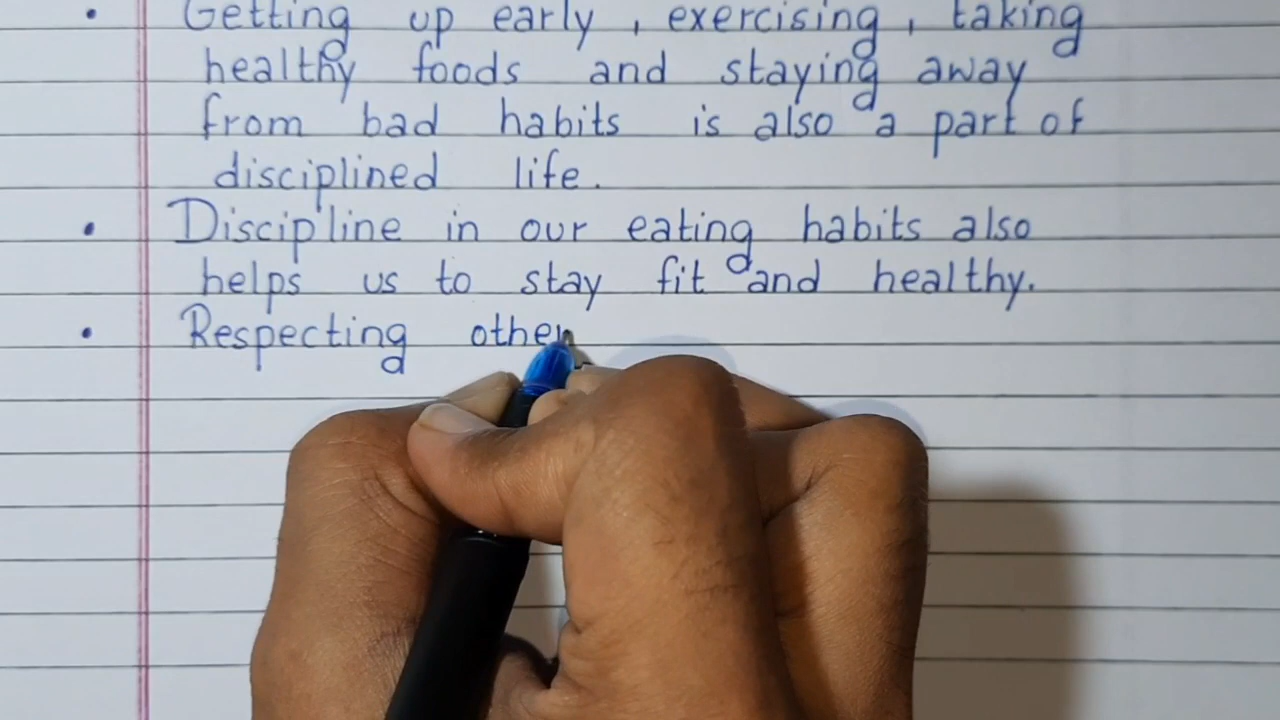 • Getting up early , exercising , taking
healthy foods and staying away
from bad habits is also a part of
disciplined life.
• Discipline in our eating habits also
helps us to stay fit and healthy.
• Respecting other